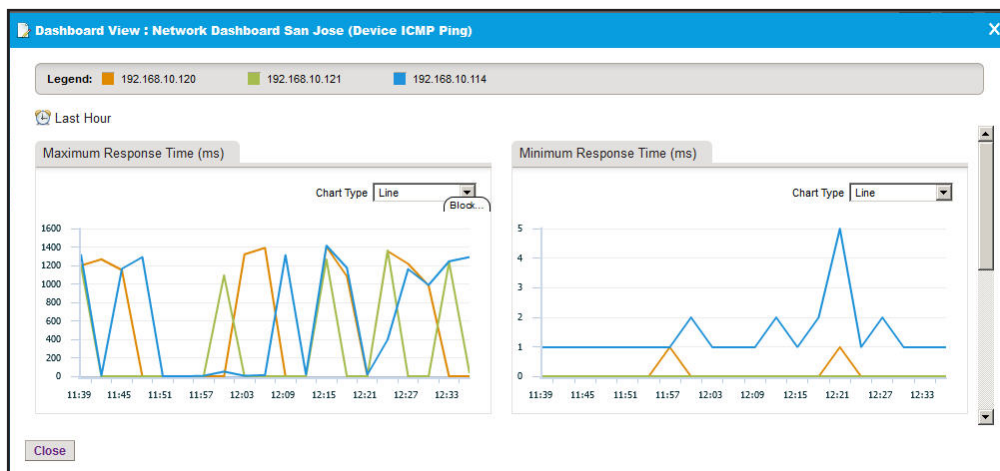 Dashboard View : Network Dashboard San Jose (Device ICMP Ping)
X
Legend: 192.168.10.120 192.168.10.121 192.168.10.114
Last Hour
Maximum Response Time (ms)
Chart Type Line
Block...
1600
1400
1200
1000
800
600
400
200
0
11:39 11:45 11:51 11:57 12:03 12:09 12:15 12:21 12:27 12:33
Minimum Response Time (ms)
Chart Type Line
5
4
3
2
1
0
11:39 11:45 11:51 11:57 12:03 12:09 12:15 12:21 12:27 12:33
Close